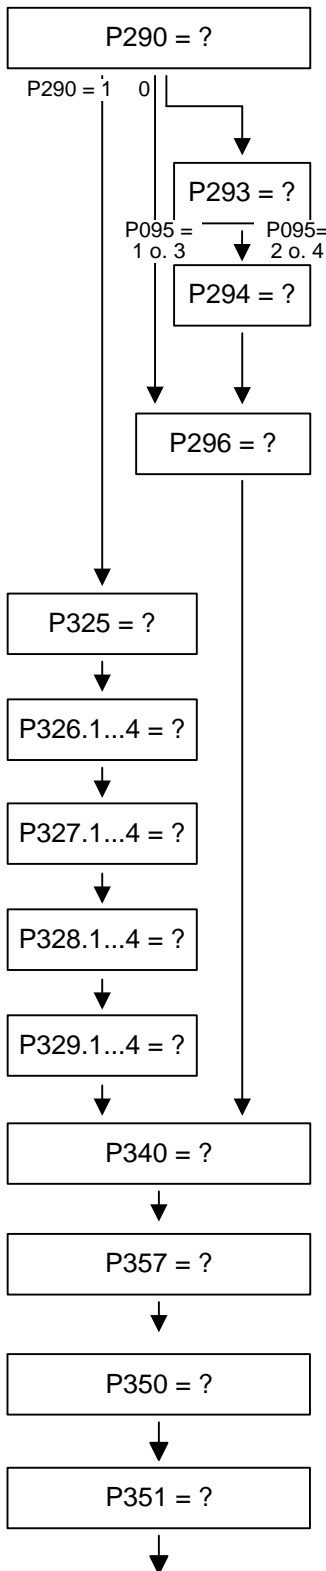 P290 = ?
P290 = 1 0
P293 = ?
P095 = P095=
1 o. 3 2 o. 4
P294 = ?
P296 = ?
P325 = ?
P326.1...4 = ?
P327.1...4 = ?
P328.1...4 = ?
P329.1...4 = ?
P340 = ?
P357 = ?
P350 = ?
P351 = ?